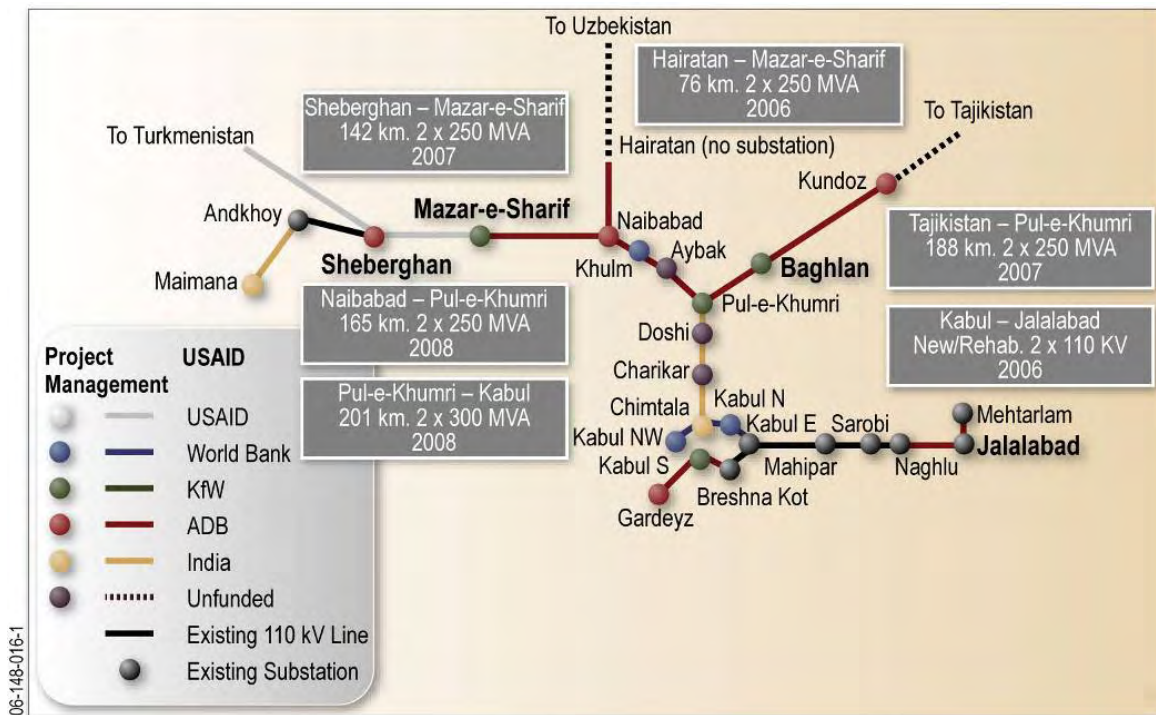 To Uzbekistan
Hairatan – Mazar-e-Sharif
76 km. 2 x 250 MVA
2006
Sheberghan – Mazar-e-Sharif
142 km. 2 x 250 MVA
2007
To Tajikistan
To Turkmenistan
Hairatan (no substation)
Kundoz
Andkhoy
Mazar-e-Sharif
Naibabad
Tajikistan – Pul-e-Khumri
188 km. 2 x 250 MVA
2007
Khulm
Aybak
Sheberghan
Baghlan
Maimana
Naibabad – Pul-e-Khumri
165 km. 2 x 250 MVA
2008
Pul-e-Khumri
Kabul – Jalalabad
New/Rehab. 2 x 110 KV
2006
Doshi
Charikar
Pul-e-Khumri – Kabul
201 km. 2 x 300 MVA
2008
Chimtala
Kabul N
Kabul NW
Kabul E
Sarobi
Mehtarlam
Kabul S
Mahipar
Naghlu
Jalalabad
Breshna Kot
Gardeyz
Project Management
USAID
USAID
World Bank
KfW
ADB
India
Unfunded
Existing 110 kV Line
Existing Substation
06-148-016-1